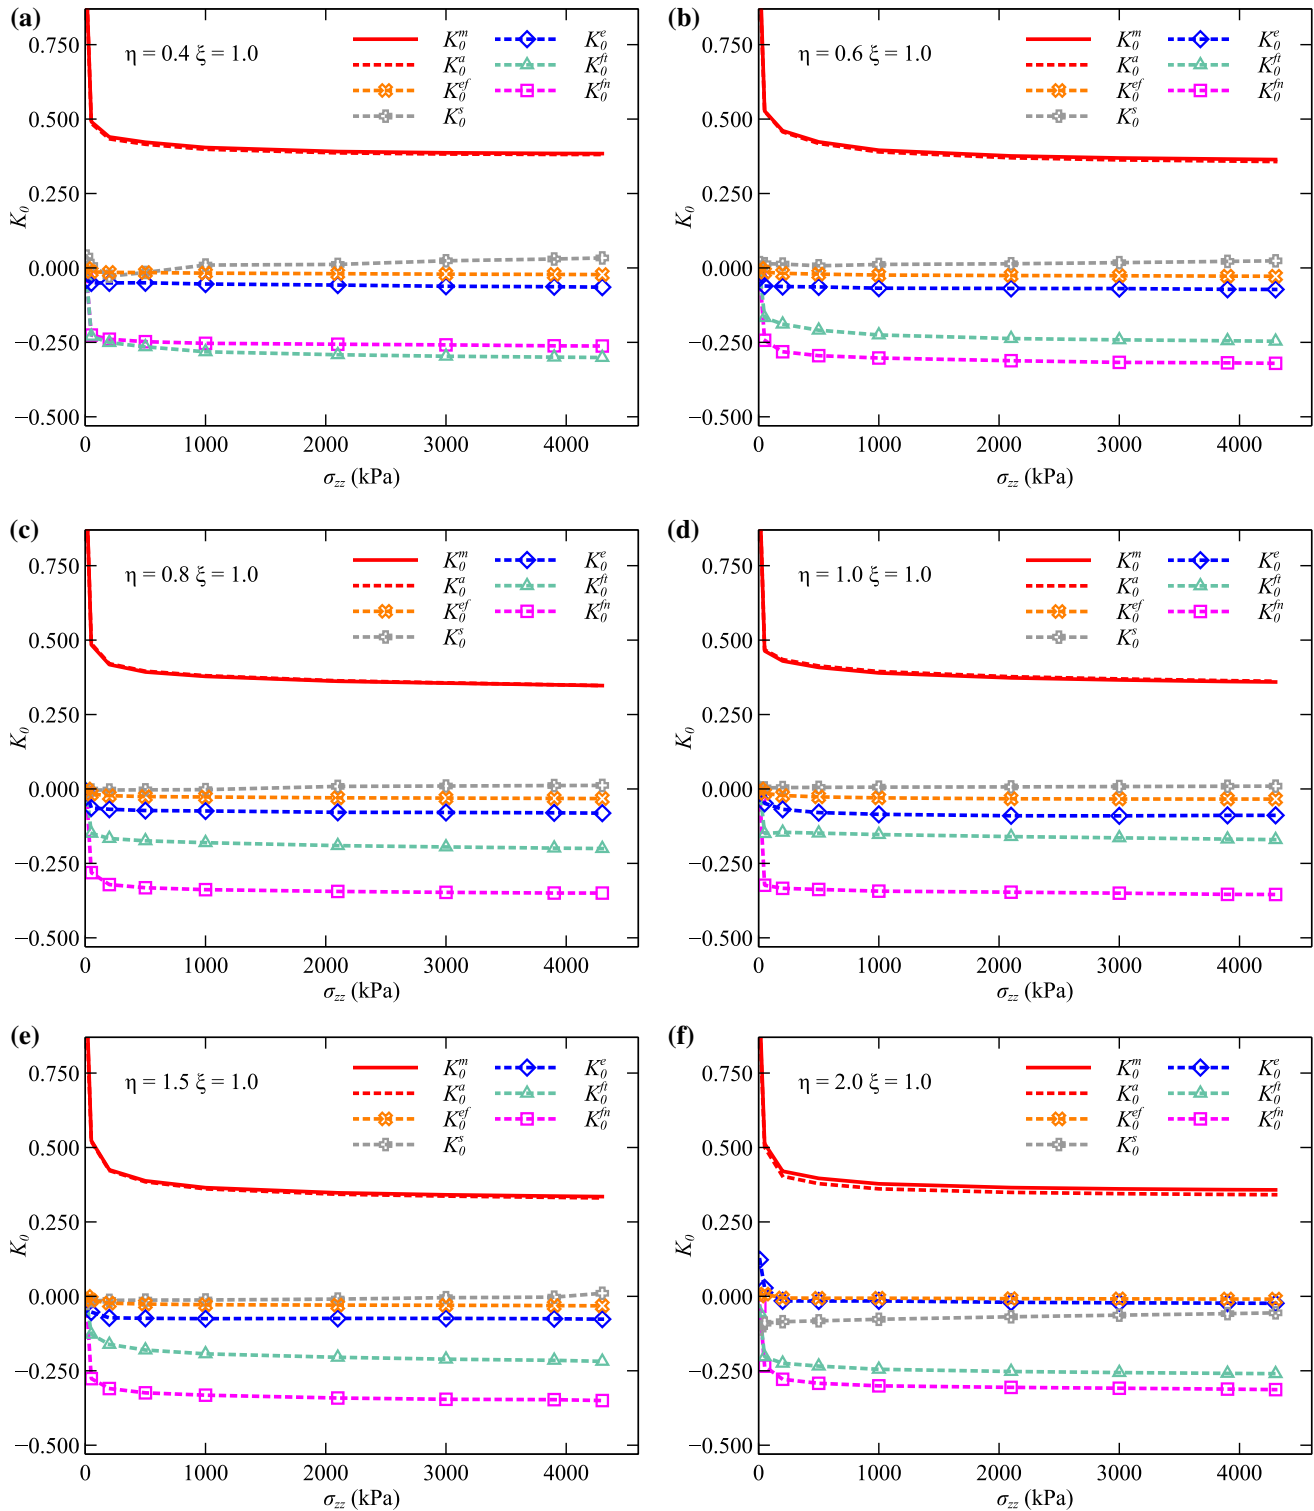 (a)
η = 0.4 ξ = 1.0
K₀ᵐ
K₀ᵃ
K₀ᵉᶠ
K₀ˢ
K₀ᵉ
K₀ᶠᵗ
K₀ᶠⁿ
0.750
0.500
0.250
0.000
−0.250
−0.500
K₀
0 1000 2000 3000 4000
σzz (kPa)
(b)
η = 0.6 ξ = 1.0
K₀ᵐ
K₀ᵃ
K₀ᵉᶠ
K₀ˢ
K₀ᵉ
K₀ᶠᵗ
K₀ᶠⁿ
0.750
0.500
0.250
0.000
−0.250
−0.500
K₀
0 1000 2000 3000 4000
σzz (kPa)
(c)
η = 0.8 ξ = 1.0
K₀ᵐ
K₀ᵃ
K₀ᵉᶠ
K₀ˢ
K₀ᵉ
K₀ᶠᵗ
K₀ᶠⁿ
0.750
0.500
0.250
0.000
−0.250
−0.500
K₀
0 1000 2000 3000 4000
σzz (kPa)
(d)
η = 1.0 ξ = 1.0
K₀ᵐ
K₀ᵃ
K₀ᵉᶠ
K₀ˢ
K₀ᵉ
K₀ᶠᵗ
K₀ᶠⁿ
0.750
0.500
0.250
0.000
−0.250
−0.500
K₀
0 1000 2000 3000 4000
σzz (kPa)
(e)
η = 1.5 ξ = 1.0
K₀ᵐ
K₀ᵃ
K₀ᵉᶠ
K₀ˢ
K₀ᵉ
K₀ᶠᵗ
K₀ᶠⁿ
0.750
0.500
0.250
0.000
−0.250
−0.500
K₀
0 1000 2000 3000 4000
σzz (kPa)
(f)
η = 2.0 ξ = 1.0
K₀ᵐ
K₀ᵃ
K₀ᵉᶠ
K₀ˢ
K₀ᵉ
K₀ᶠᵗ
K₀ᶠⁿ
0.750
0.500
0.250
0.000
−0.250
−0.500
K₀
0 1000 2000 3000 4000
σzz (kPa)